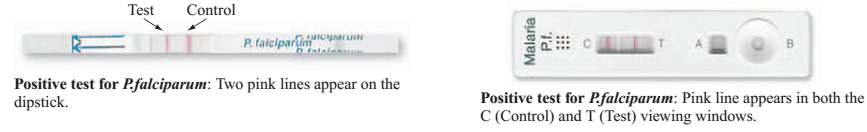 Test Control
P. falciparum
P. falciparum
Positive test for P.falciparum: Two pink lines appear on the
dipstick.
Malaria
P.f.
C T A B
Positive test for P.falciparum: Pink line appears in both the
C (Control) and T (Test) viewing windows.